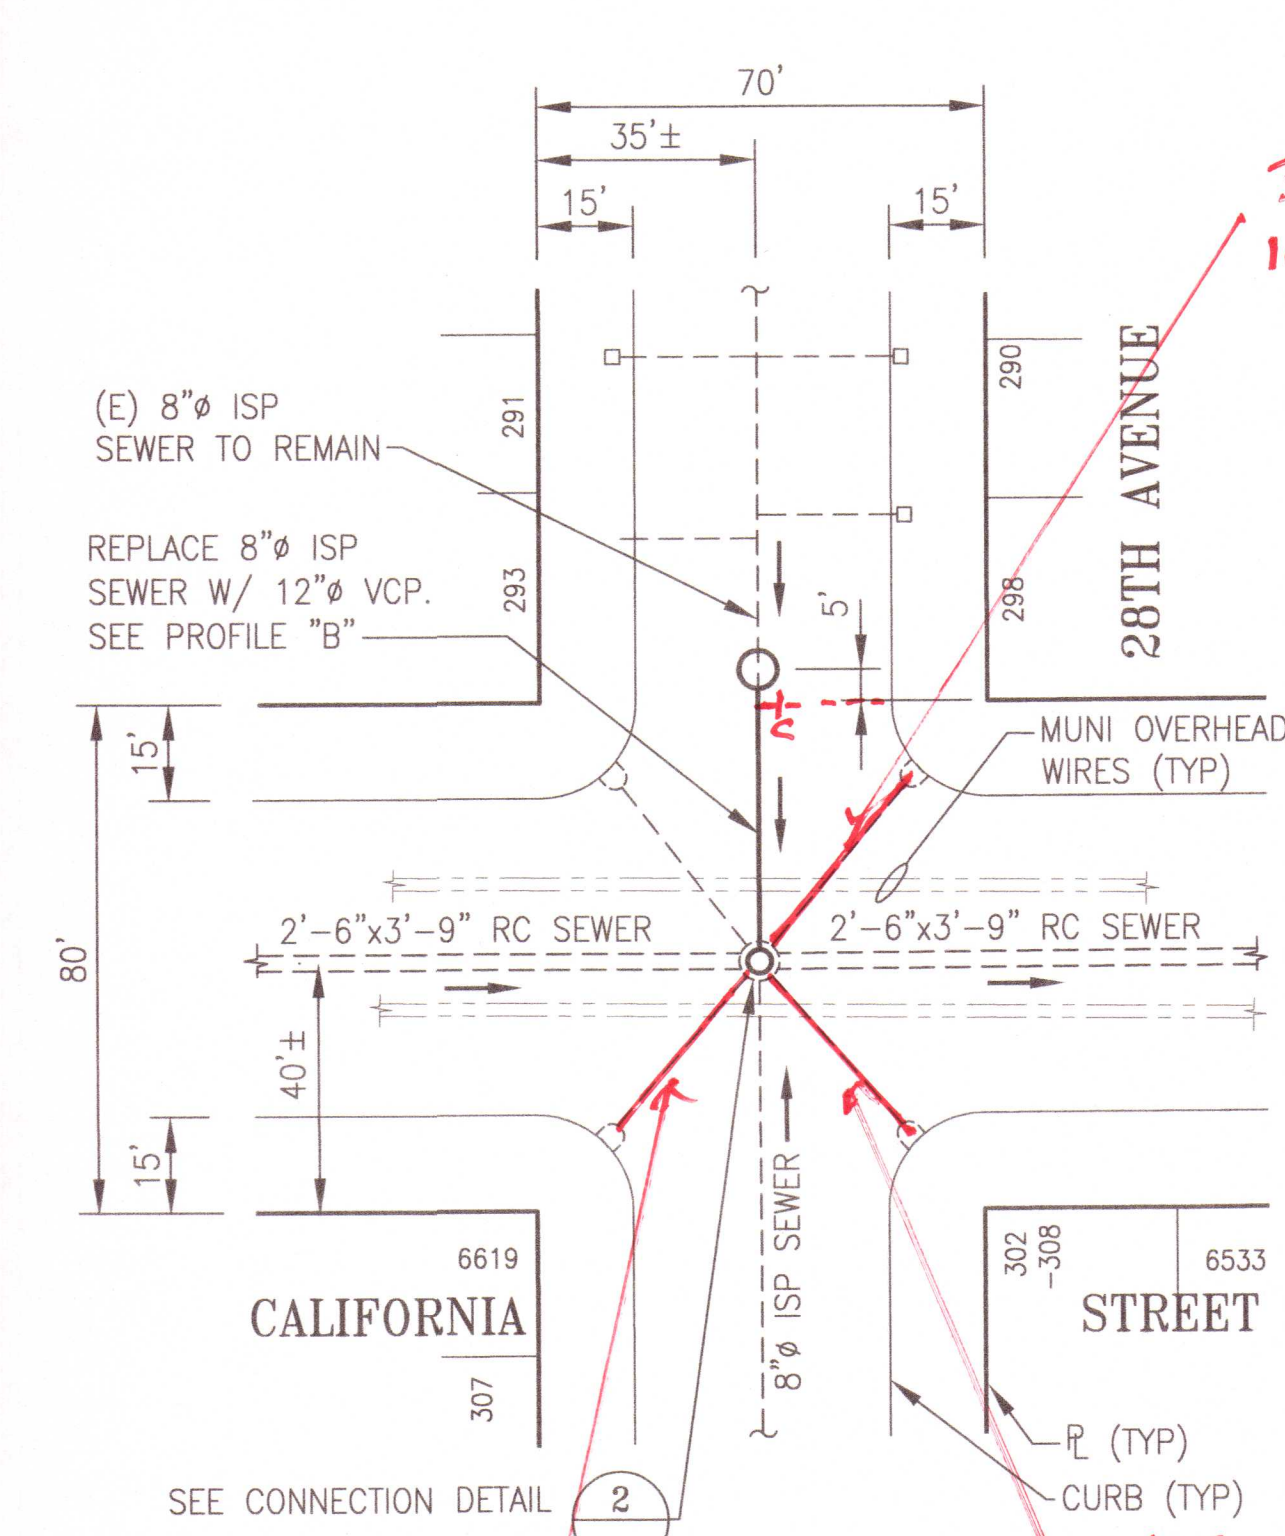 70'
35'±
15'
15'
(E) 8"ø ISP
SEWER TO REMAIN
291
290
28TH AVENUE
REPLACE 8"ø ISP
SEWER W/ 12"ø VCP.
SEE PROFILE "B"
293
298
5'
C
15'
MUNI OVERHEAD
WIRES (TYP)
80'
2'-6"x3'-9" RC SEWER
2'-6"x3'-9" RC SEWER
40'±
15'
8"ø ISP SEWER
6619
302
-308
6533
CALIFORNIA
STREET
307
℄ (TYP)
CURB (TYP)
SEE CONNECTION DETAIL
2